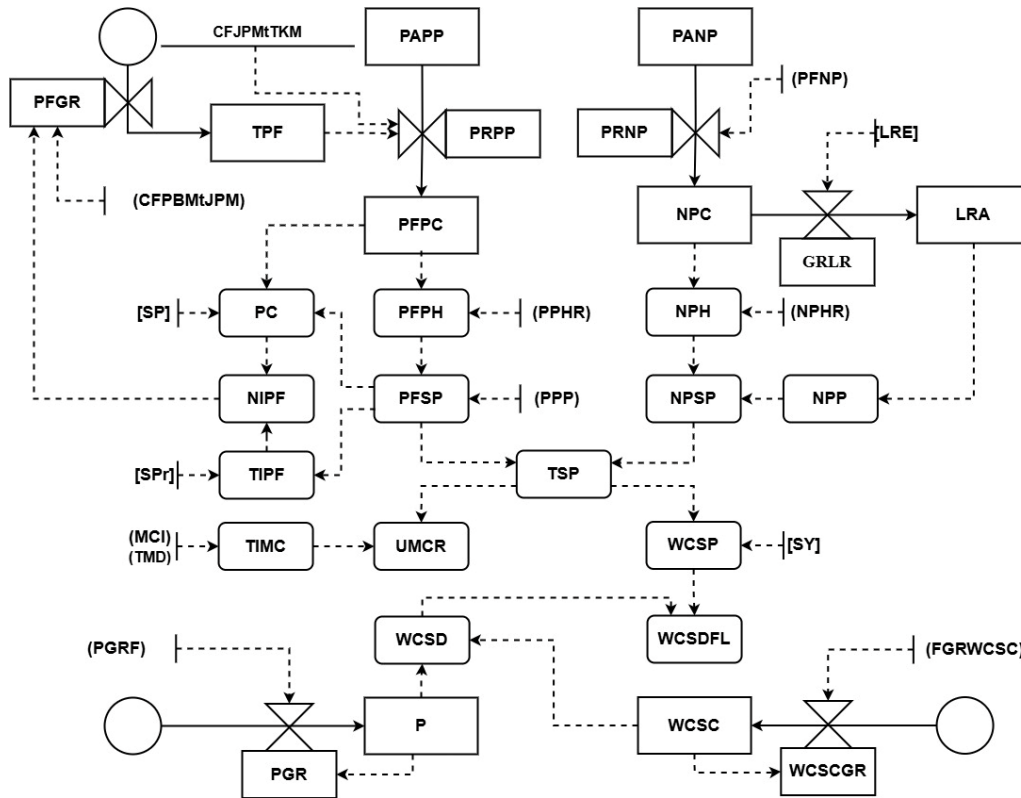 CFJPMtTKM
PAPP
PANP
PFGR
(PFNP)
TPF
PRPP
PRNP
[LRE]
(CFPBMtJPM)
PFPC
NPC
LRA
GRLR
[SP]
PC
PFPH
(PPHR)
NPH
(NPHR)
NIPF
PFSP
(PPP)
NPSP
NPP
[SPr]
TIPF
TSP
(MCI)
(TMD)
TIMC
UMCR
WCSP
[SY]
(PGRF)
WCSD
WCSDFL
(FGRWCSC)
P
WCSC
PGR
WCSCGR